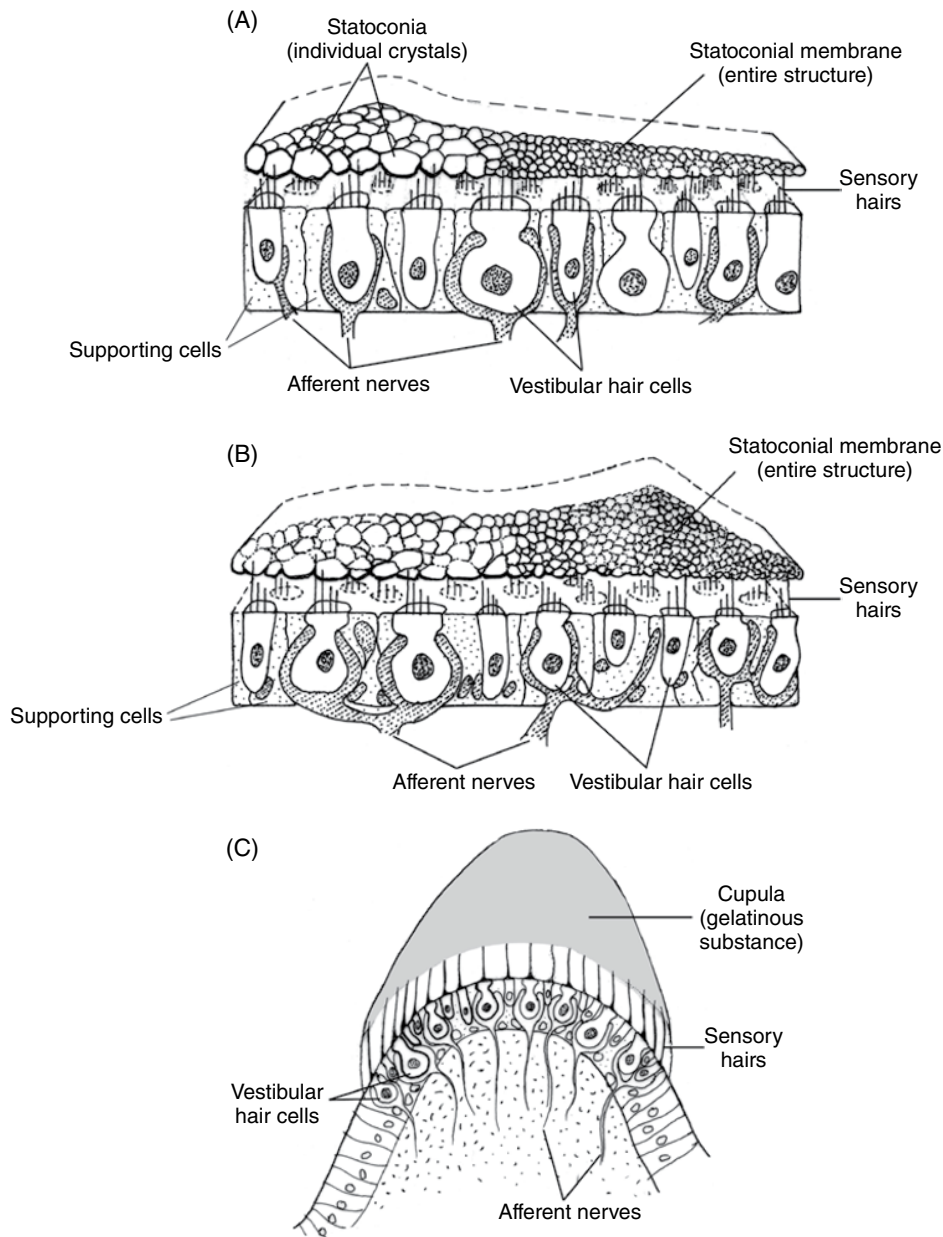 (A)
Statoconia
(individual crystals)
Statoconial membrane
(entire structure)
Sensory
hairs
Supporting cells
Afferent nerves
Vestibular hair cells
(B)
Statoconial membrane
(entire structure)
Sensory
hairs
Supporting cells
Afferent nerves
Vestibular hair cells
(C)
Cupula
(gelatinous
substance)
Sensory
hairs
Vestibular
hair cells
Afferent nerves